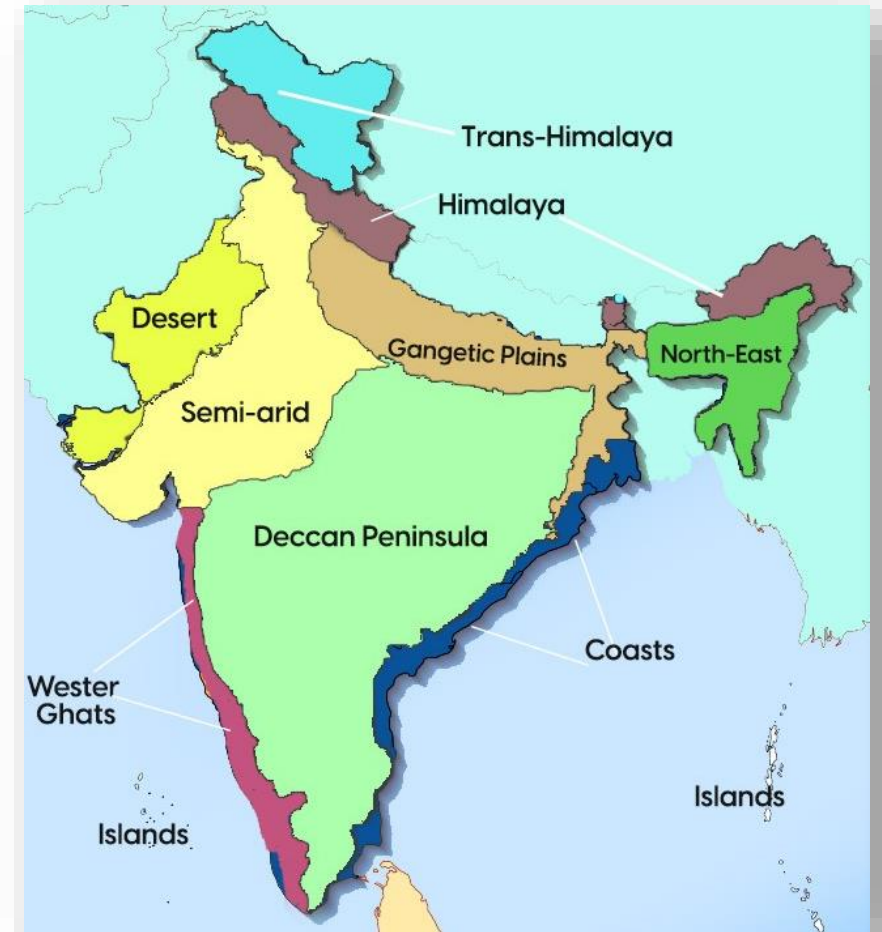 Trans-Himalaya
Himalaya
Desert
Gangetic Plains
North-East
Semi-arid
Deccan Peninsula
Coasts
Wester
Ghats
Islands
Islands